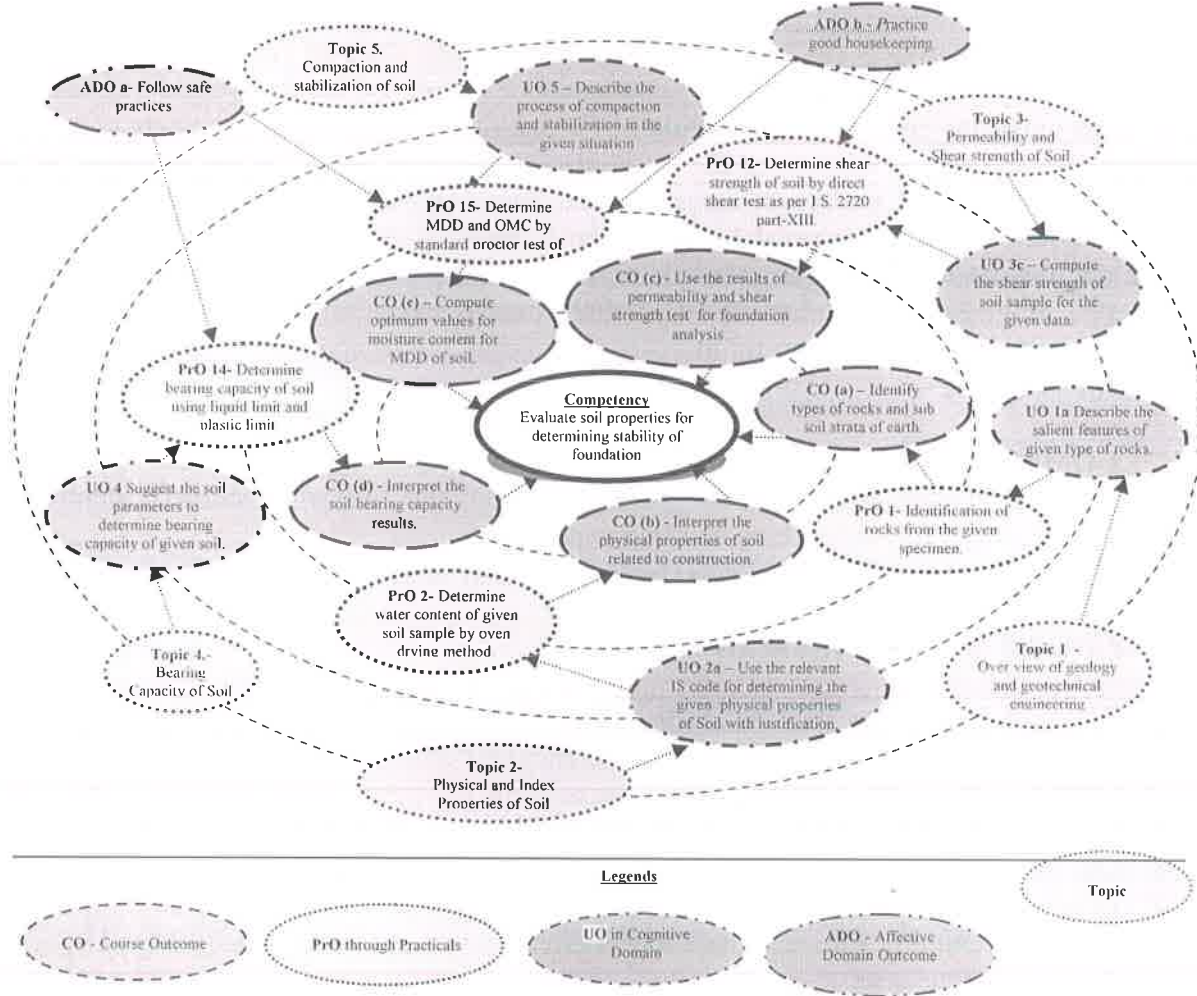 ADO b - Practice
good housekeeping
Topic 5.
Compaction and
stabilization of soil
ADO a- Follow safe
practices
UO 5 – Describe the
process of compaction
and stabilization in the
given situation
Topic 3-
Permeability and
Shear strength of Soil
PrO 12- Determine shear
strength of soil by direct
shear test as per I S. 2720
part-XIII
PrO 15- Determine
MDD and OMC by
standard proctor test of
UO 3c – Compute
the shear strength of
soil sample for the
given data.
CO (c) - Use the results of
permeability and shear
strength test for foundation
analysis
CO (e) – Compute
optimum values for
moisture content for
MDD of soil.
PrO 14- Determine
bearing capacity of soil
using liquid limit and
plastic limit
Competency
Evaluate soil properties for
determining stability of
foundation
CO (a) – Identify
types of rocks and sub
soil strata of earth
UO 1a Describe the
salient features of
given type of rocks.
UO 4 Suggest the soil
parameters to
determine bearing
capacity of given soil.
CO (d) - Interpret the
soil bearing capacity
results.
CO (b) - Interpret the
physical properties of soil
related to construction.
PrO 1- Identification of
rocks from the given
specimen.
PrO 2- Determine
water content of given
soil sample by oven
drying method
Topic 4.-
Bearing
Capacity of Soil
UO 2a – Use the relevant
IS code for determining the
given physical properties
of Soil with justification.
Topic 1 -
Over view of geology
and geotechnical
engineering
Topic 2-
Physical and Index
Properties of Soil
Legends
Topic
CO - Course Outcome
PrO through Practicals
UO in Cognitive
Domain
ADO - Affective
Domain Outcome